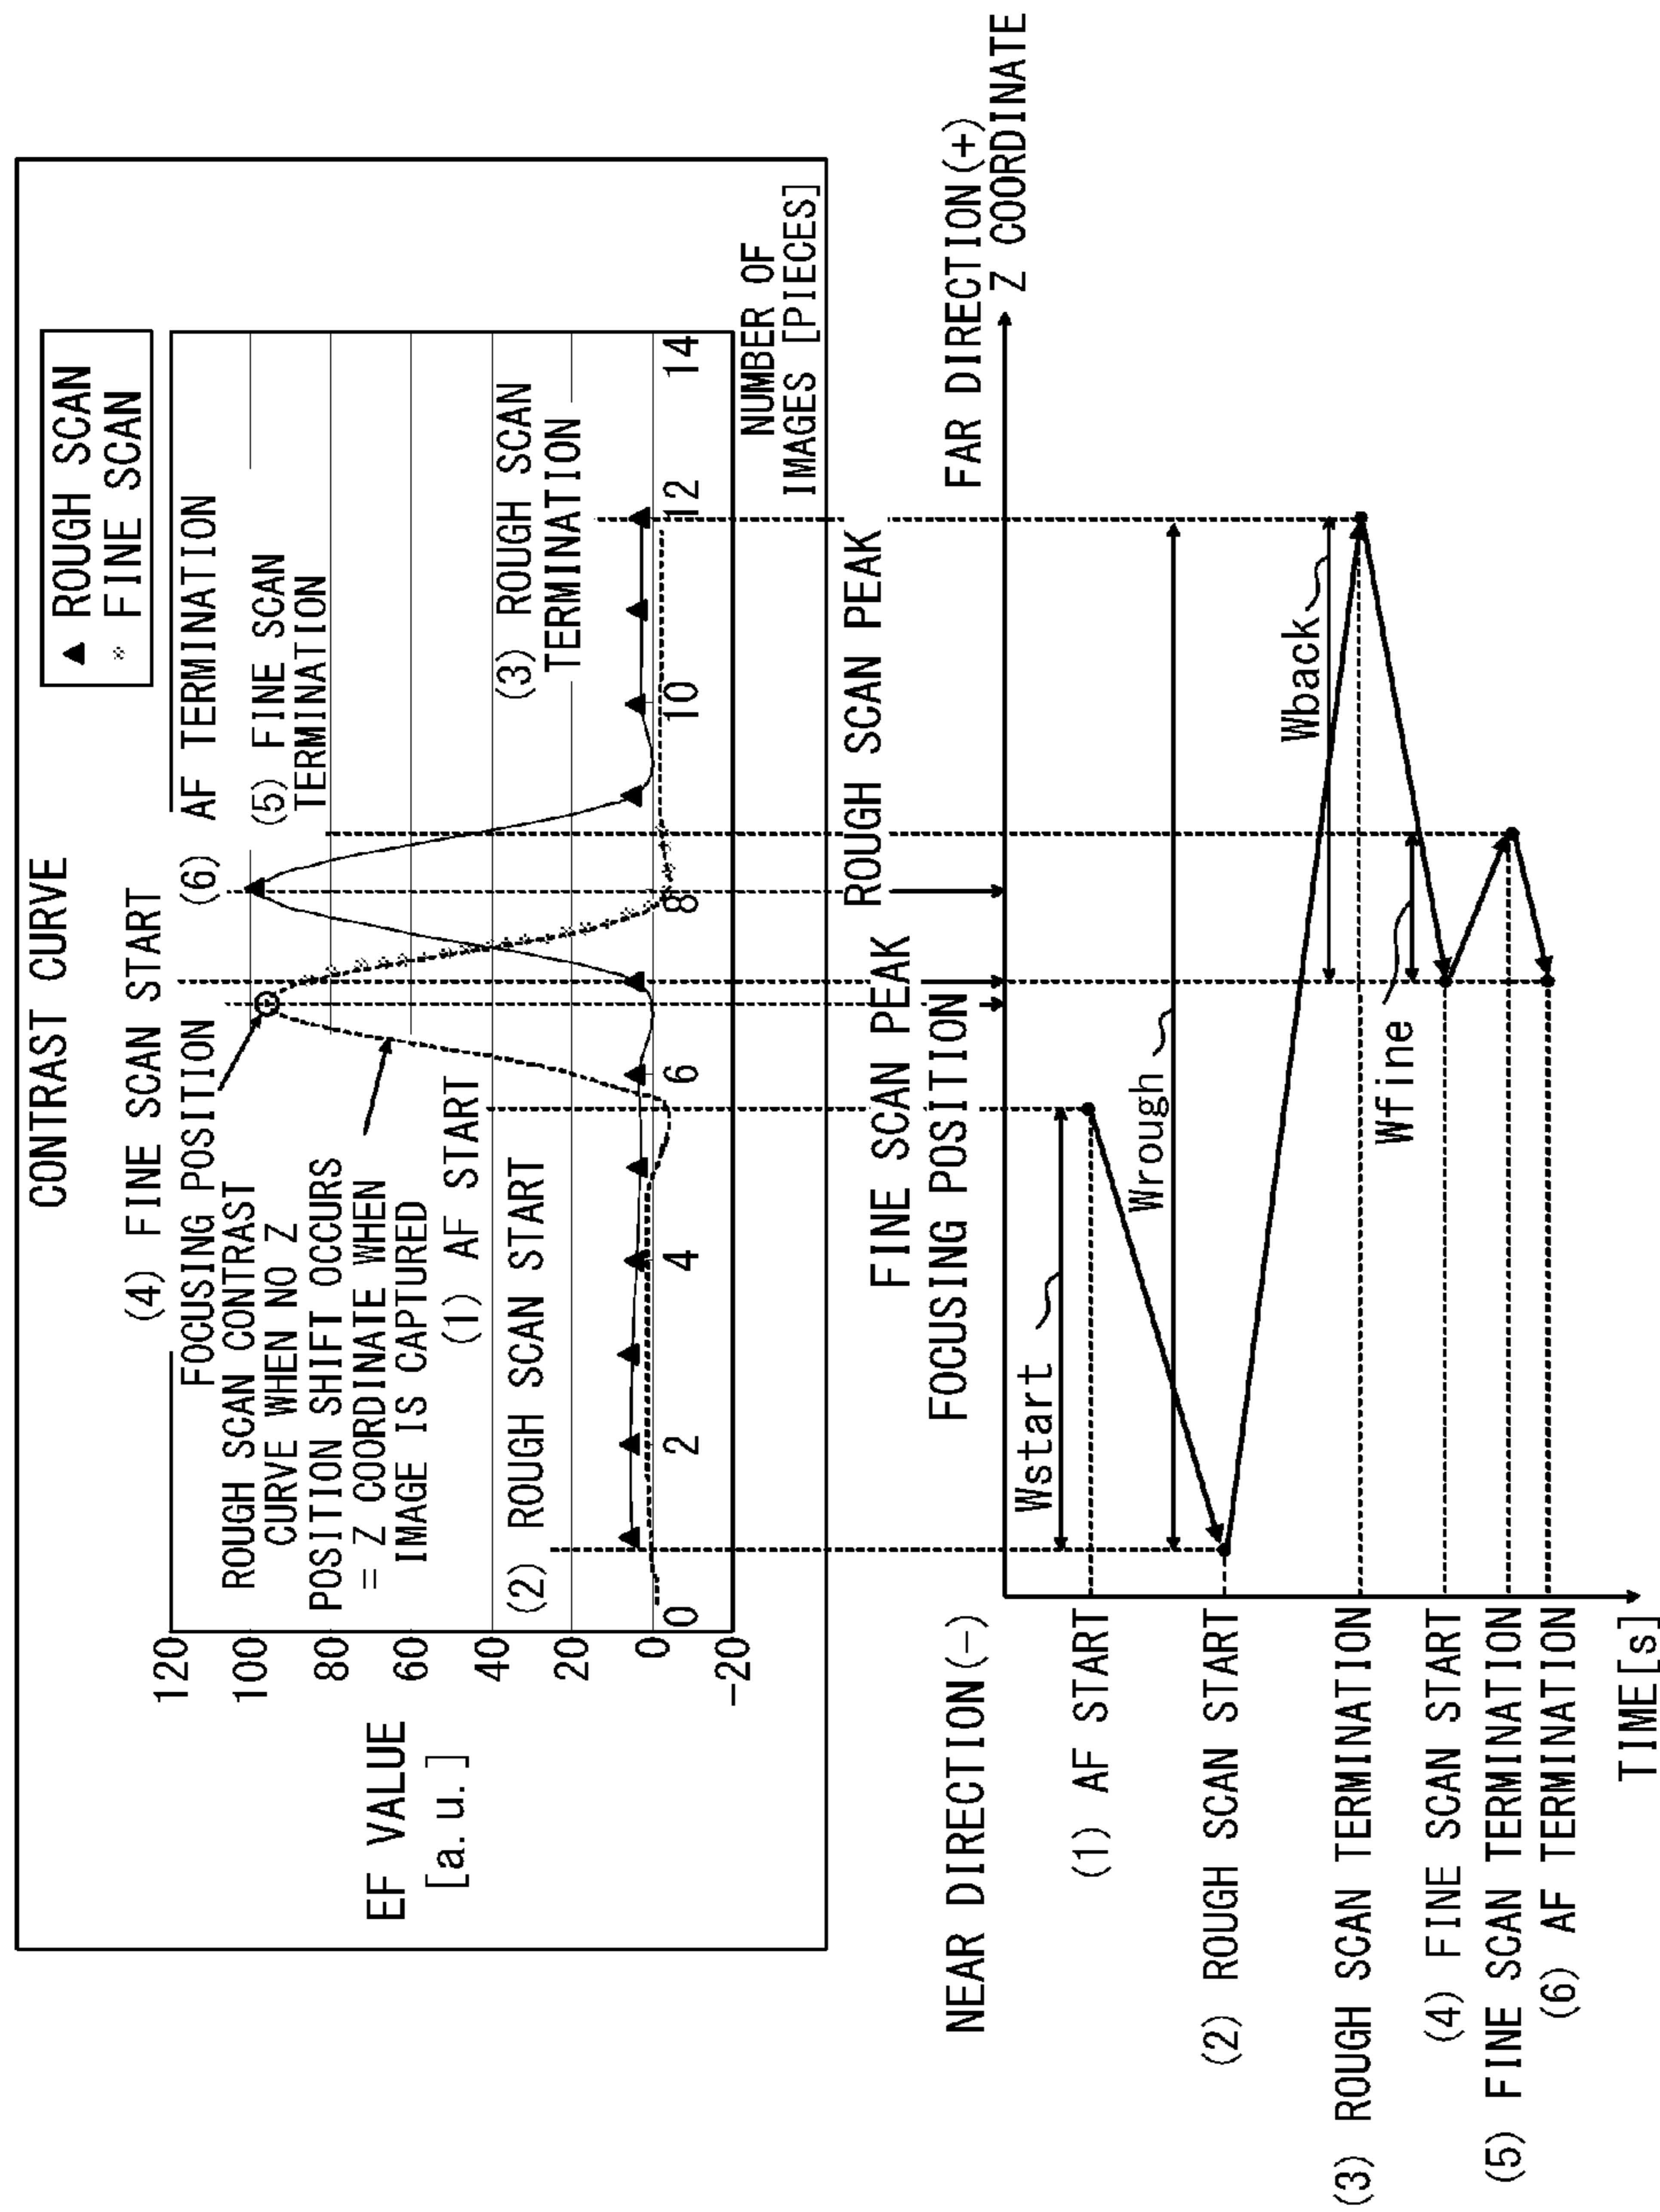 CONTRAST CURVE
▲ ROUGH SCAN
FINE SCAN
(4) FINE SCAN START
(6) AF TERMINATION
FOCUSING POSITION
(5) FINE SCAN
TERMINATION
ROUGH SCAN CONTRAST
CURVE WHEN NO Z
POSITION SHIFT OCCURS
= Z COORDINATE WHEN
IMAGE IS CAPTURED
(1) AF START
(2) ROUGH SCAN START
(3) ROUGH SCAN
TERMINATION
EF VALUE
[a.u.]
120
100
80
60
40
20
0
-20
0
2
4
6
8
10
12
14
NUMBER OF
IMAGES [PIECES]
ROUGH SCAN PEAK
FINE SCAN PEAK
FOCUSING POSITION
NEAR DIRECTION(-)
FAR DIRECTION(+)
Z COORDINATE
Wstart
Wrough
Wback
Wfine
(1) AF START
(2) ROUGH SCAN START
(3) ROUGH SCAN TERMINATION
(4) FINE SCAN START
(5) FINE SCAN TERMINATION
(6) AF TERMINATION
TIME[s]